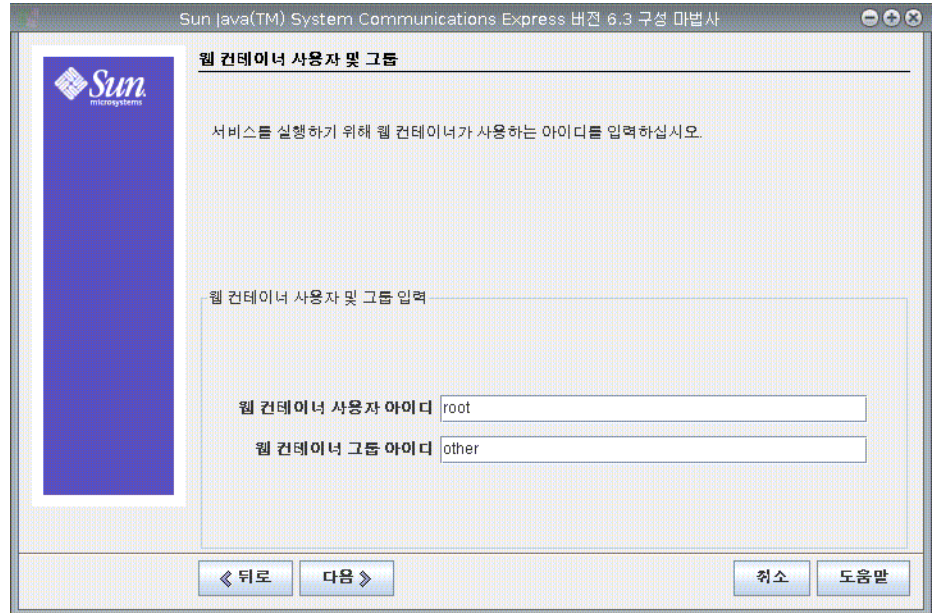 Sun Java(TM) System Communications Express 버전 6.3 구성 마법사
Sun
microsystems
웹 컨테이너 사용자 및 그룹
서비스를 실행하기 위해 웹 컨테이너가 사용하는 아이디를 입력하십시오.
웹 컨테이너 사용자 및 그룹 입력
웹 컨테이너 사용자 아이디 root
웹 컨테이너 그룹 아이디 other
뒤로 다음 취소 도움말